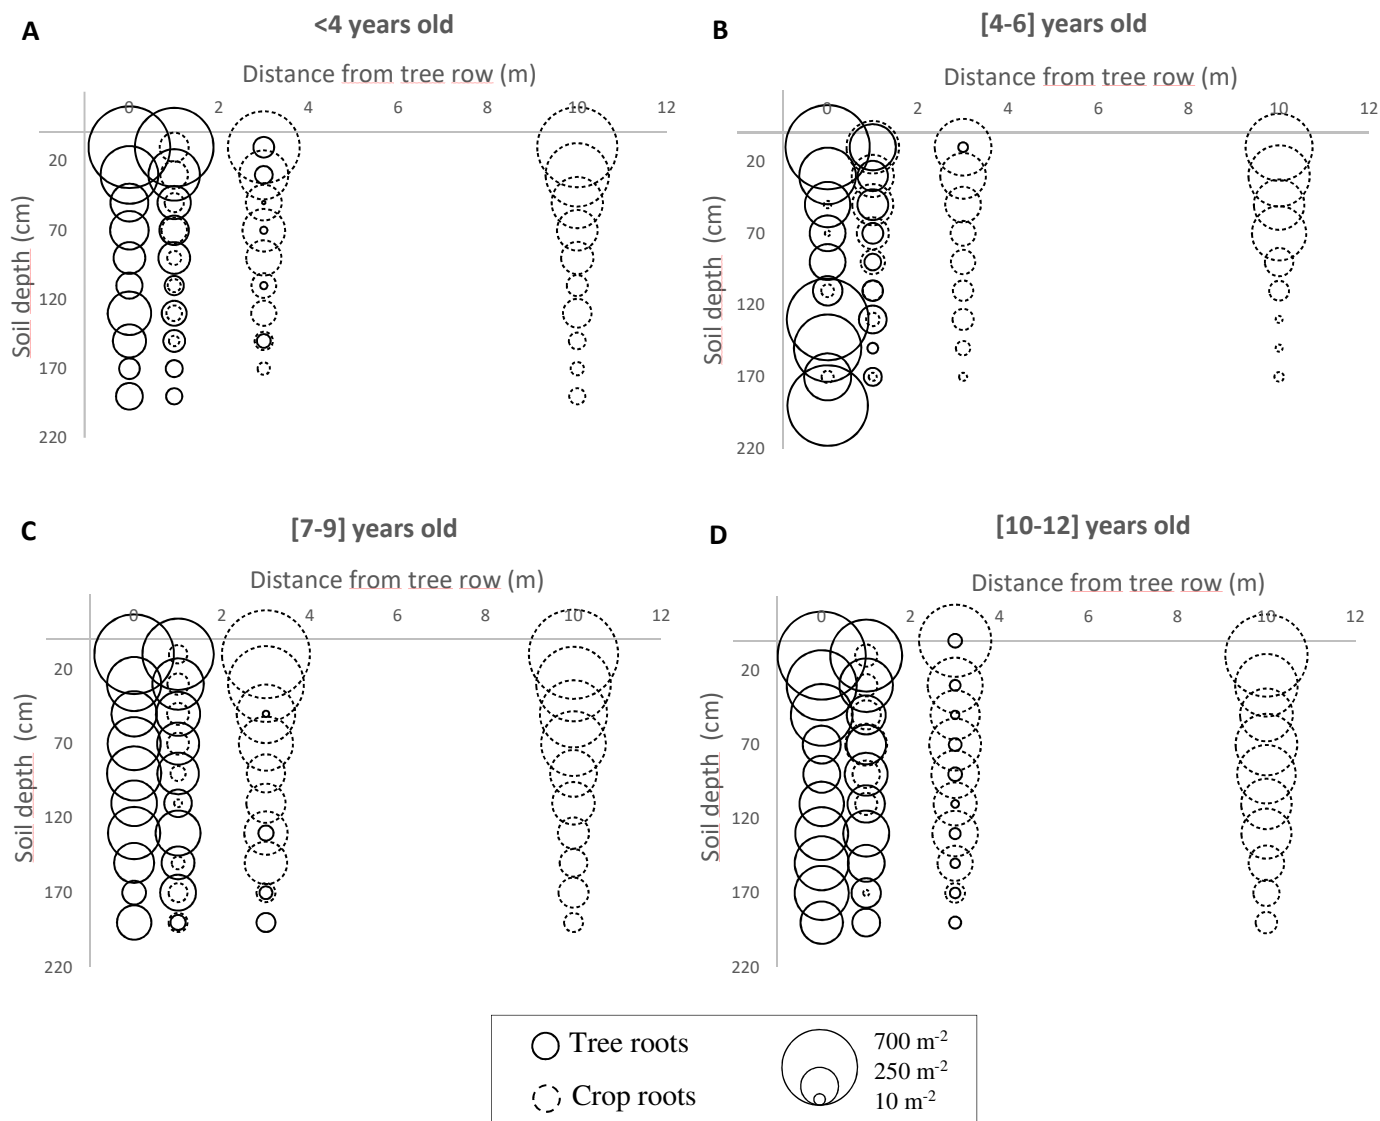 A
<4 years old
Distance from tree row (m)
0 2 4 6 8 10 12
20
70
120
170
220
Soil depth (cm)
B
[4-6] years old
Distance from tree row (m)
0 2 4 6 8 10 12
20
70
120
170
220
Soil depth (cm)
C
[7-9] years old
Distance from tree row (m)
0 2 4 6 8 10 12
20
70
120
170
220
Soil depth (cm)
D
[10-12] years old
Distance from tree row (m)
0 2 4 6 8 10 12
20
70
120
170
220
Soil depth (cm)
Tree roots
Crop roots
700 m-2
250 m-2
10 m-2